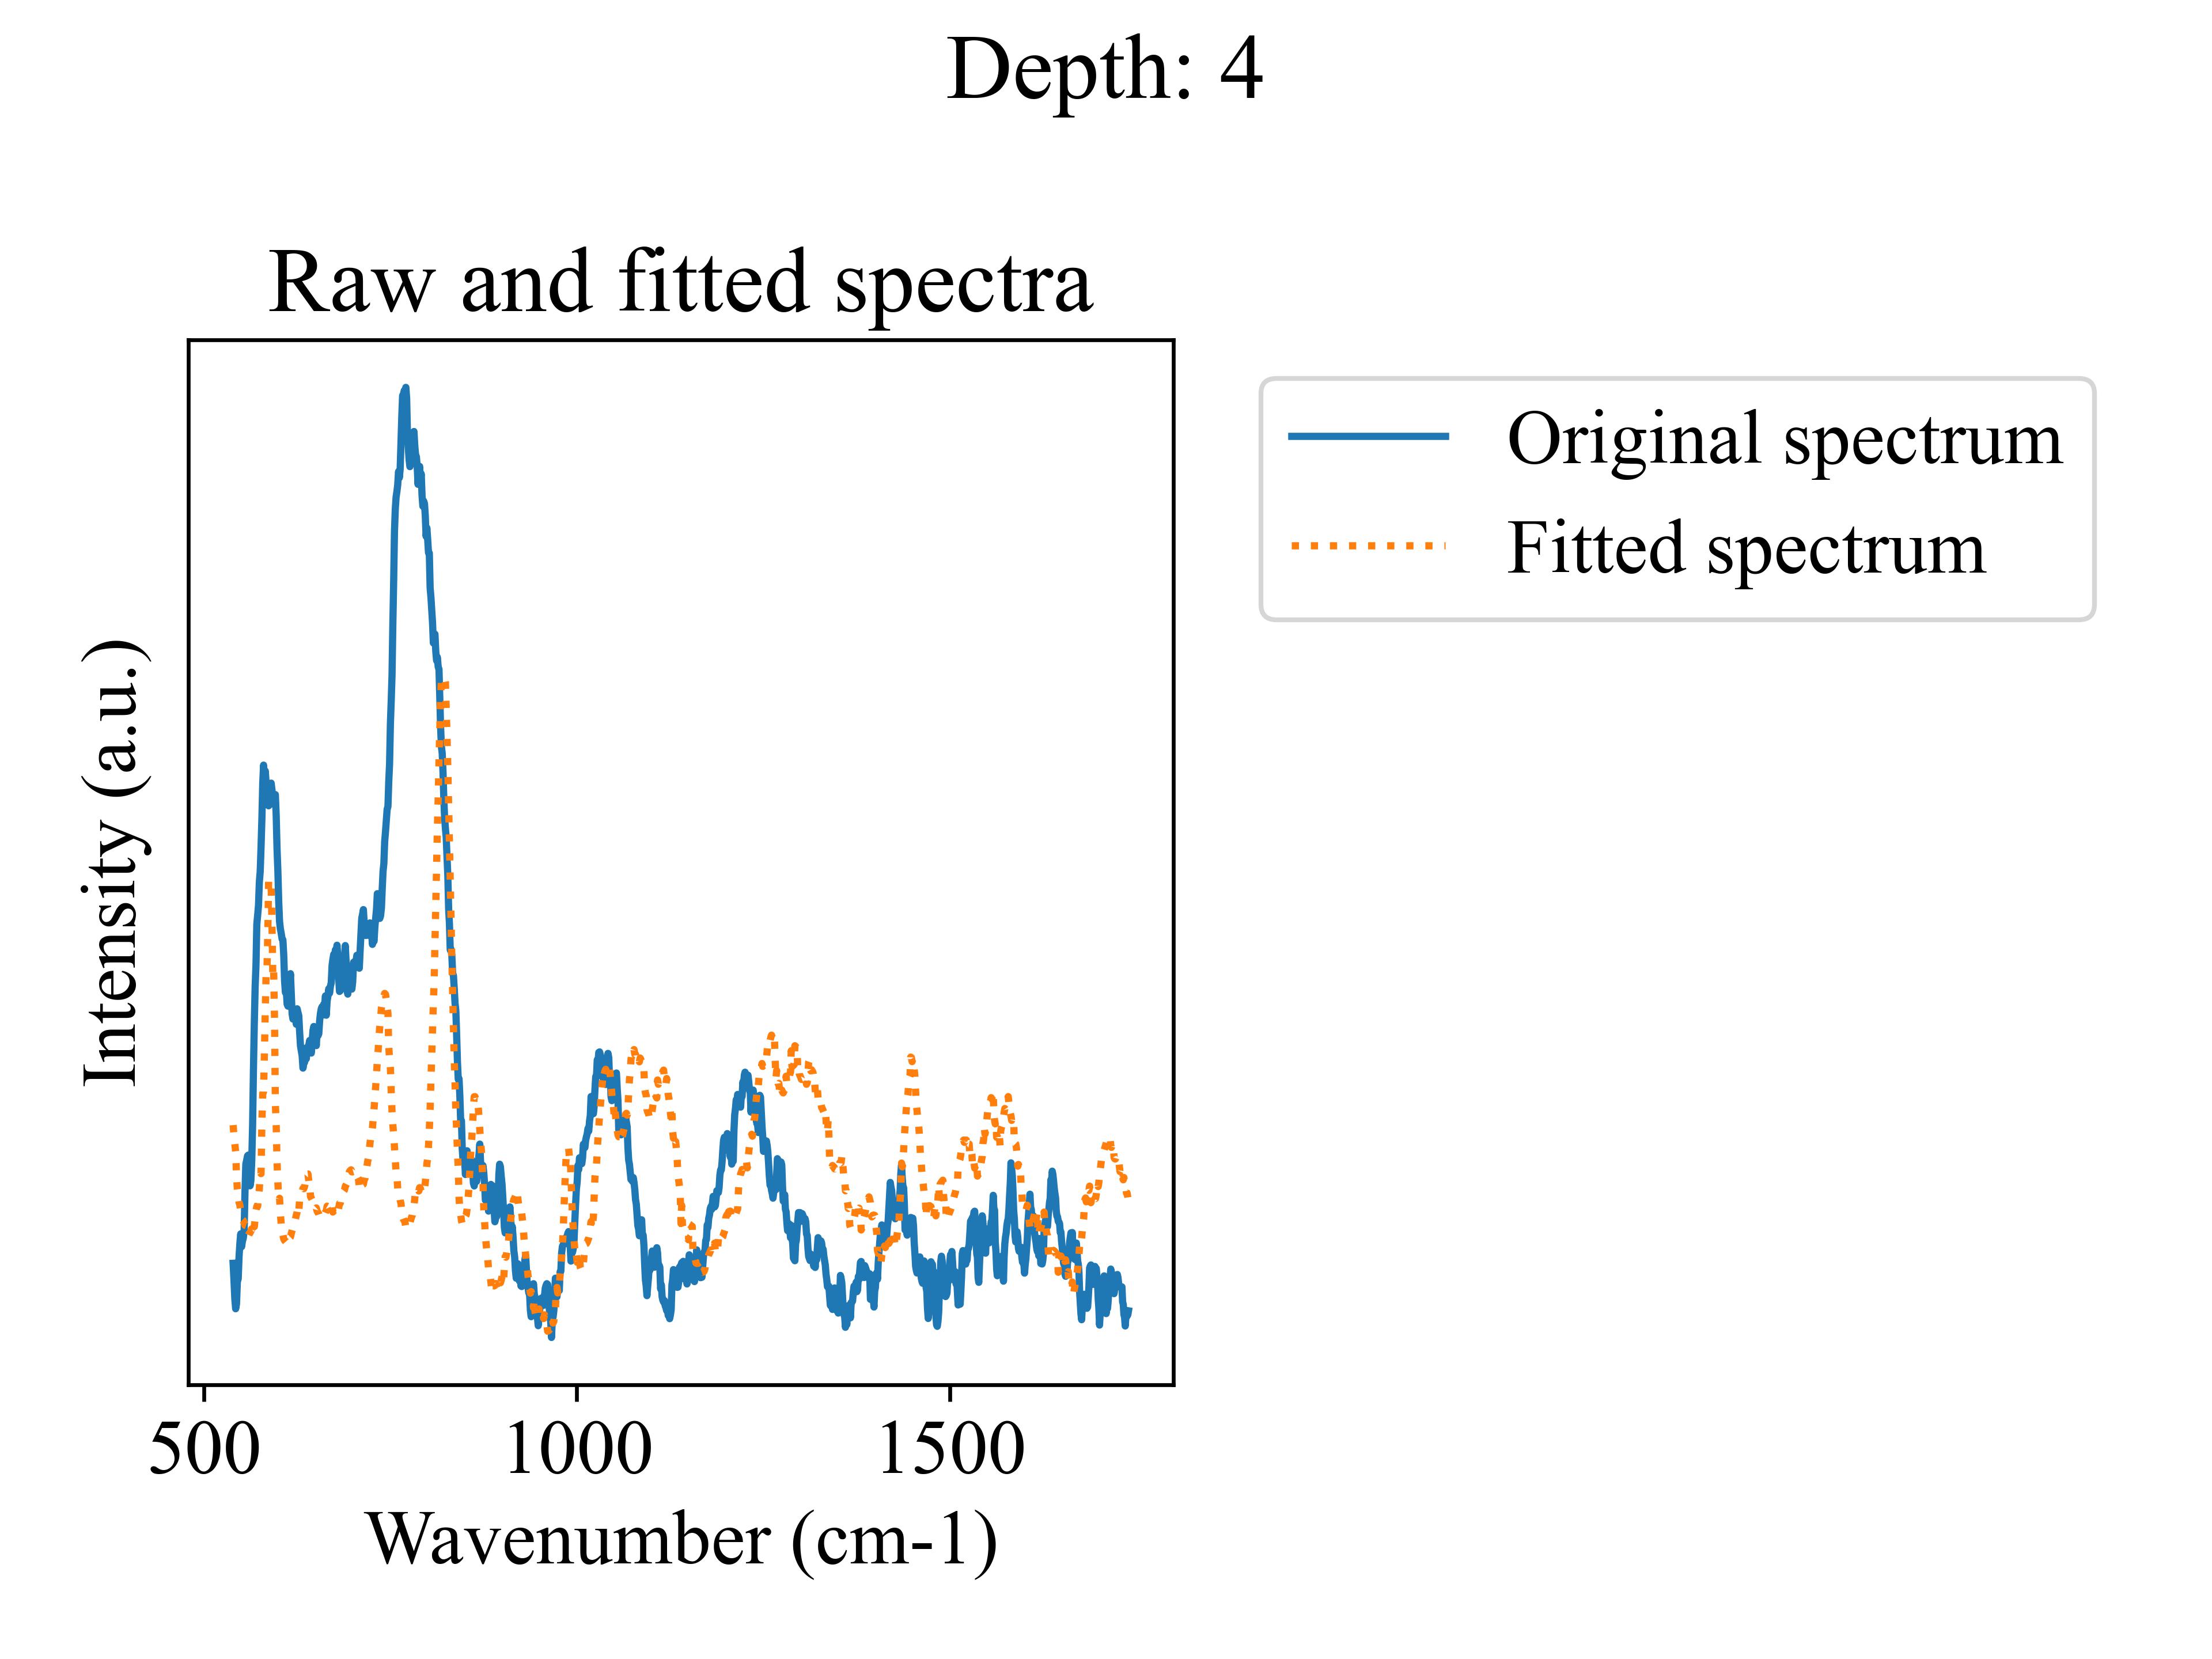 Depth: 4
Raw and fitted spectra
Original spectrum
Fitted spectrum
Intensity (a.u.)
500 1000 1500
Wavenumber (cm-1)